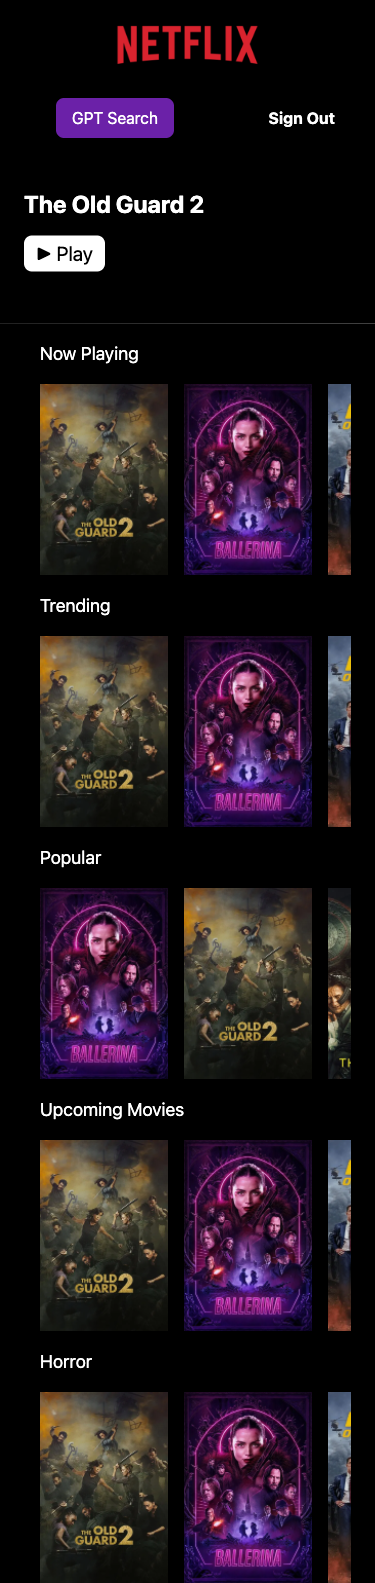 NETFLIX
GPT Search
Sign Out
The Old Guard 2
Play
Now Playing
THE OLD
GUARD 2
BALLERINA
Trending
THE OLD
GUARD 2
BALLERINA
Popular
BALLERINA
THE OLD
GUARD 2
TH
Upcoming Movies
THE OLD
GUARD 2
BALLERINA
Horror
THE OLD
GUARD 2
BALLERINA